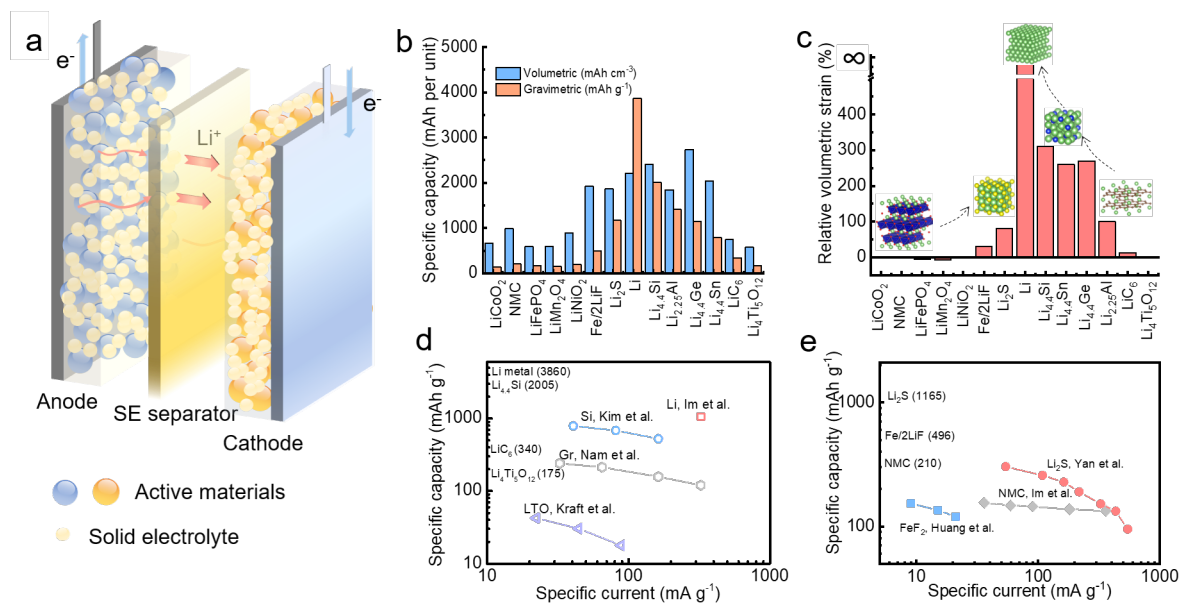 a
e-
e-
Li+
Anode
SE separator
Cathode
Active materials
Solid electrolyte
b
Specific capacity (mAh per unit)
5000
4000
3000
2000
1000
0
Volumetric (mAh cm-3)
Gravimetric (mAh g-1)
LiCoO2
NMC
LiFePO4
LiMn2O4
LiNiO2
Fe/2LiF
Li2S
Li
Li4.4Si
Li2.25Al
Li4.4Ge
Li4.4Sn
LiC6
Li4Ti5O12
c
Relative volumetric strain (%)
∞
400
300
200
100
0
LiCoO2
NMC
LiFePO4
LiMn2O4
LiNiO2
Fe/2LiF
Li2S
Li
Li4.4Si
Li4.4Sn
Li4.4Ge
Li2.25Al
LiC6
Li4Ti5O12
d
Specific capacity (mAh g-1)
1000
100
10
Li metal (3860)
Li4.4Si (2005)
Li, Im et al.
Si, Kim et al.
LiC6 (340)
Gr, Nam et al.
Li4Ti5O12 (175)
LTO, Kraft et al.
10
100
1000
Specific current (mA g-1)
e
Specific capacity (mAh g-1)
1000
100
Li2S (1165)
Fe/2LiF (496)
NMC (210)
Li2S, Yan et al.
NMC, Im et al.
FeF2, Huang et al.
10
100
1000
Specific current (mA g-1)